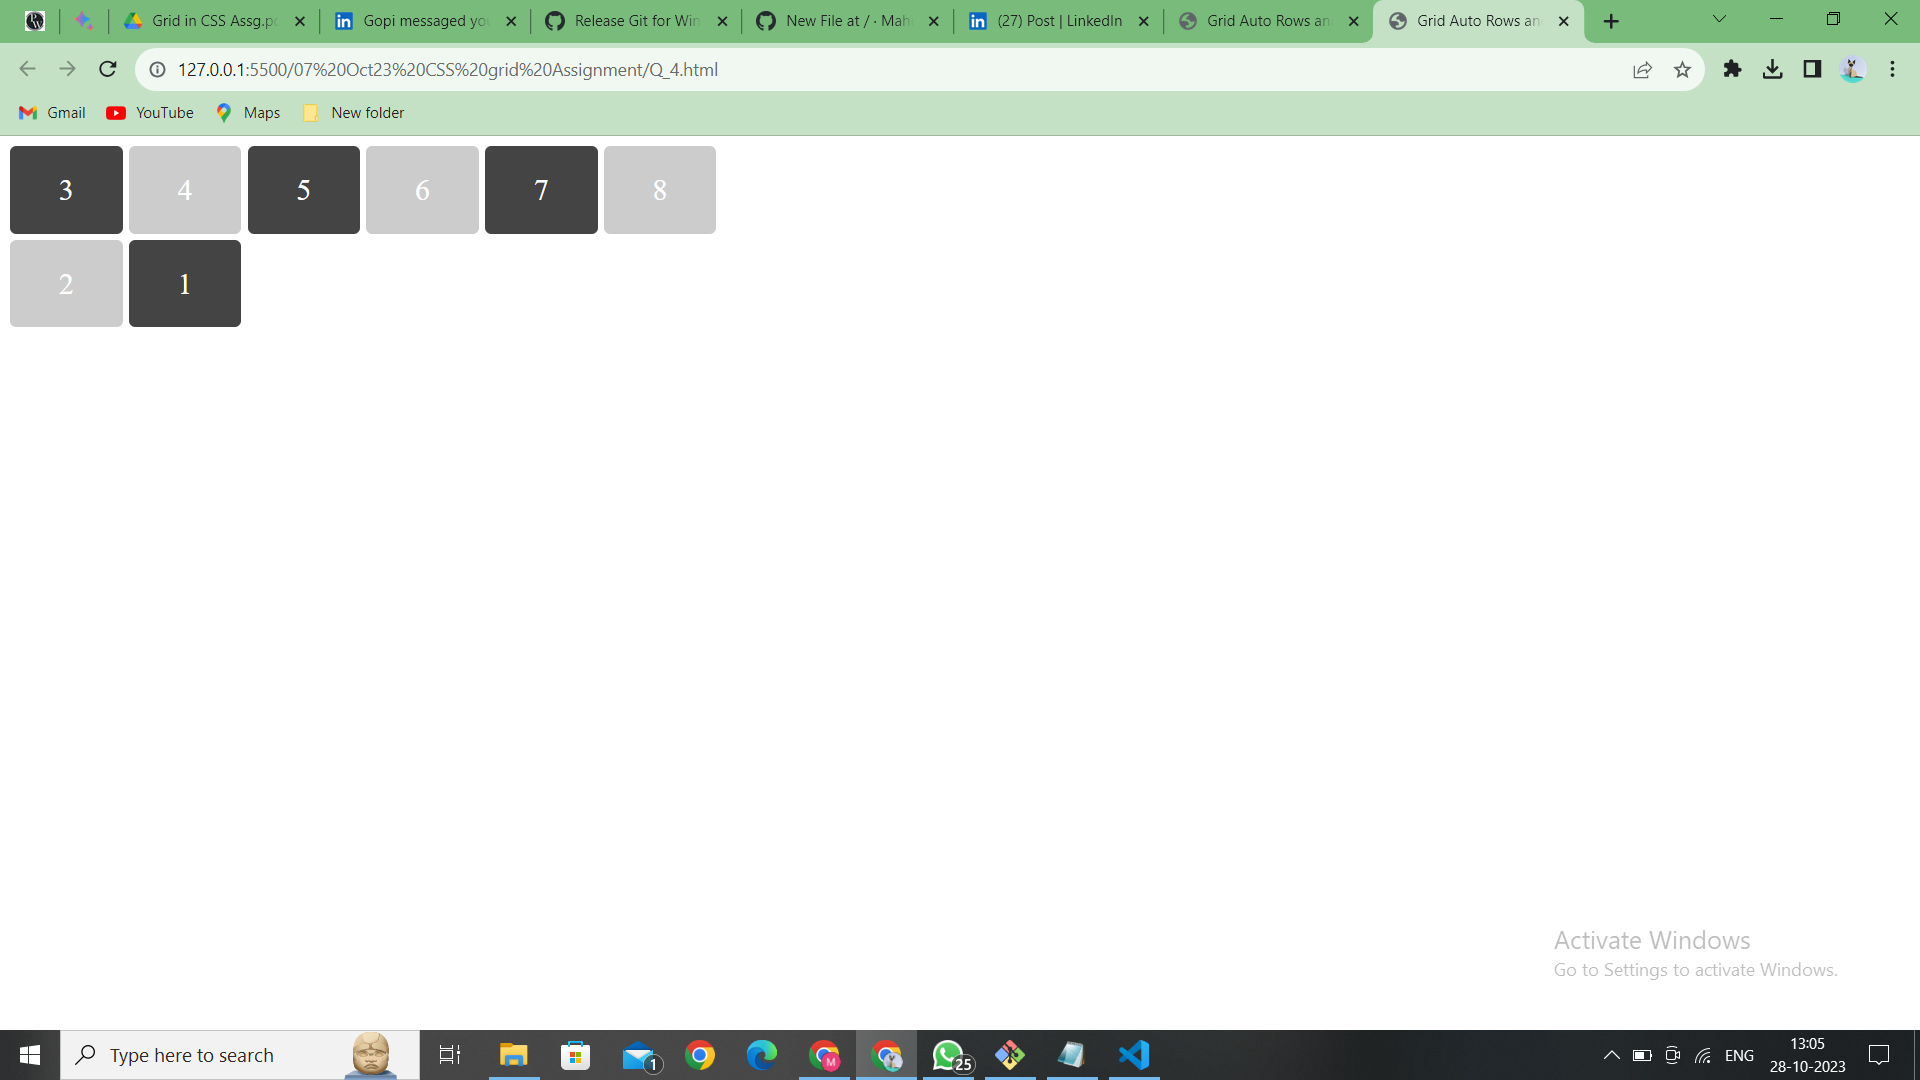 Grid in CSS Assg.pd
Gopi messaged you
Release Git for Win
New File at / · Mah
(27) Post | LinkedIn
Grid Auto Rows an
Grid Auto Rows an
127.0.0.1:5500/07%20Oct23%20CSS%20grid%20Assignment/Q_4.html
Gmail
YouTube
Maps
New folder
3 4 5 6 7 8
2 1
Activate Windows
Go to Settings to activate Windows.
Type here to search
1
M
25
ENG
13:05
28-10-2023